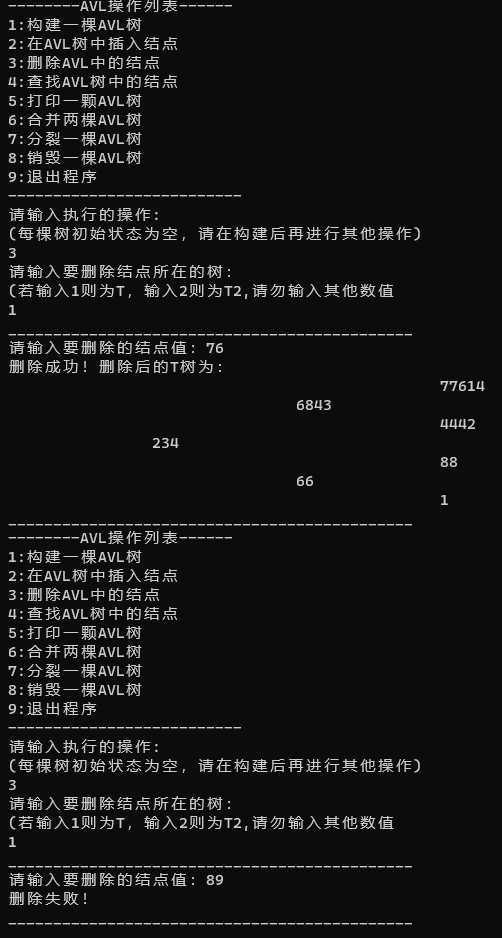 --------AVL操作列表------
1:构建一棵AVL树
2:在AVL树中插入结点
3:删除AVL中的结点
4:查找AVL树中的结点
5:打印一颗AVL树
6:合并两棵AVL树
7:分裂一棵AVL树
8:销毁一棵AVL树
9:退出程序
--------------------------
请输入执行的操作:
(每棵树初始状态为空, 请在构建后再进行其他操作)
3
请输入要删除结点所在的树:
(若输入1则为T, 输入2则为T2,请勿输入其他数值
1
_____________________________________________
请输入要删除的结点值: 76
删除成功! 删除后的T树为:
77614
6843
4442
234
88
66
1
_____________________________________________
--------AVL操作列表------
1:构建一棵AVL树
2:在AVL树中插入结点
3:删除AVL中的结点
4:查找AVL树中的结点
5:打印一颗AVL树
6:合并两棵AVL树
7:分裂一棵AVL树
8:销毁一棵AVL树
9:退出程序
--------------------------
请输入执行的操作:
(每棵树初始状态为空, 请在构建后再进行其他操作)
3
请输入要删除结点所在的树:
(若输入1则为T, 输入2则为T2,请勿输入其他数值
1
_____________________________________________
请输入要删除的结点值: 89
删除失败!
_____________________________________________